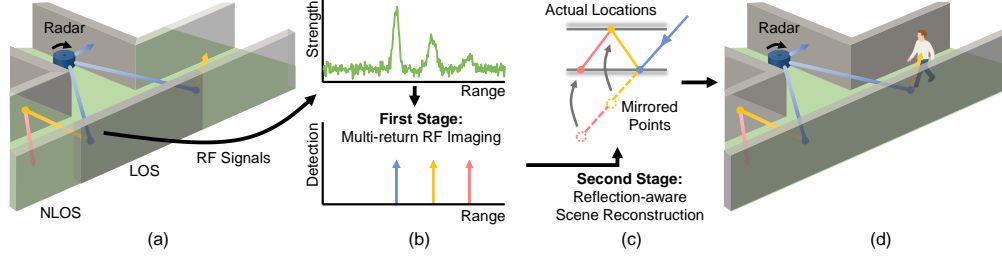 Radar
LOS
NLOS
RF Signals
(a)
Strength
Range
First Stage:
Multi-return RF Imaging
Detection
Range
(b)
Actual Locations
Mirrored
Points
Second Stage:
Reflection-aware
Scene Reconstruction
(c)
Radar
(d)